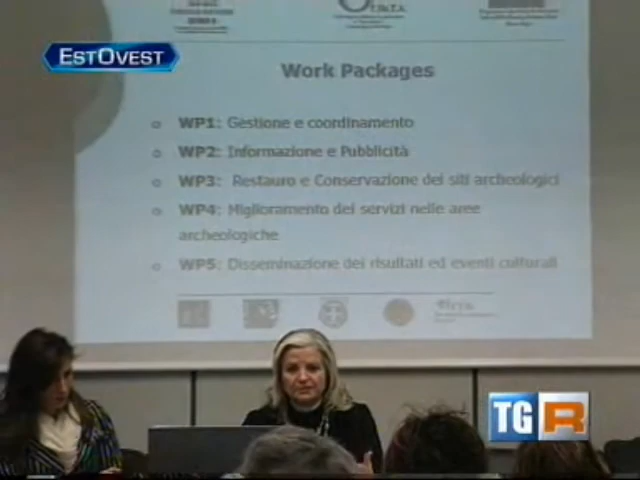 ESTOVEST
Work Packages
WP1: Gestione e coordinamento
WP2: Informazione e Pubblicità
WP3: Restauro e Conservazione dei siti archeologici
WP4: Miglioramento dei servizi nelle aree
archeologiche
WP5: Disseminazione dei risultati ed eventi culturali
TGR